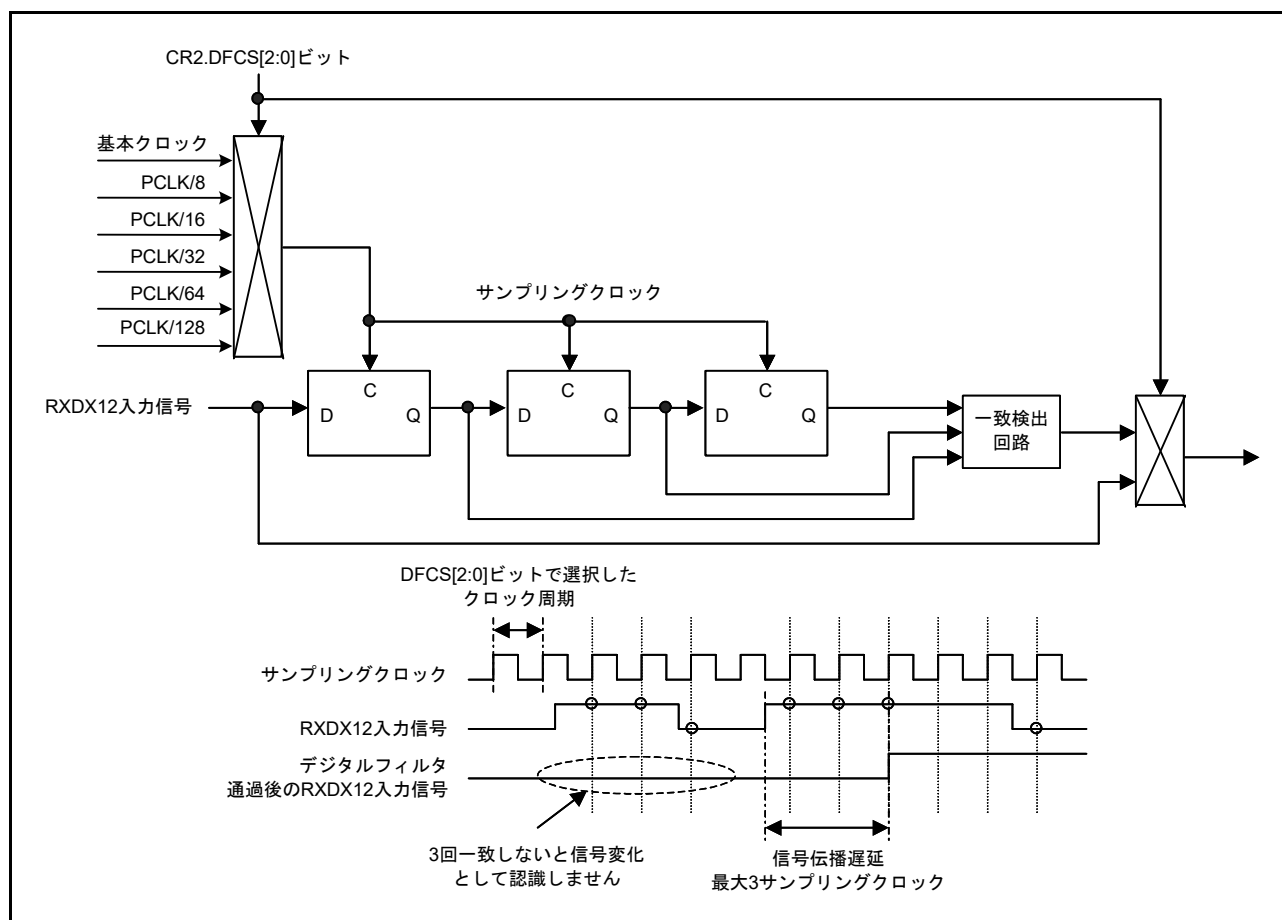 CR2.DFCS[2:0]ビット
基本クロック
PCLK/8
PCLK/16
PCLK/32
PCLK/64
PCLK/128
サンプリングクロック
RXDX12入力信号
D
C
Q
D
C
Q
D
C
Q
一致検出
回路
DFCS[2:0]ビットで選択した
クロック周期
サンプリングクロック
RXDX12入力信号
デジタルフィルタ
通過後のRXDX12入力信号
3回一致しないと信号変化
として認識しません
信号伝播遅延
最大3サンプリングクロック